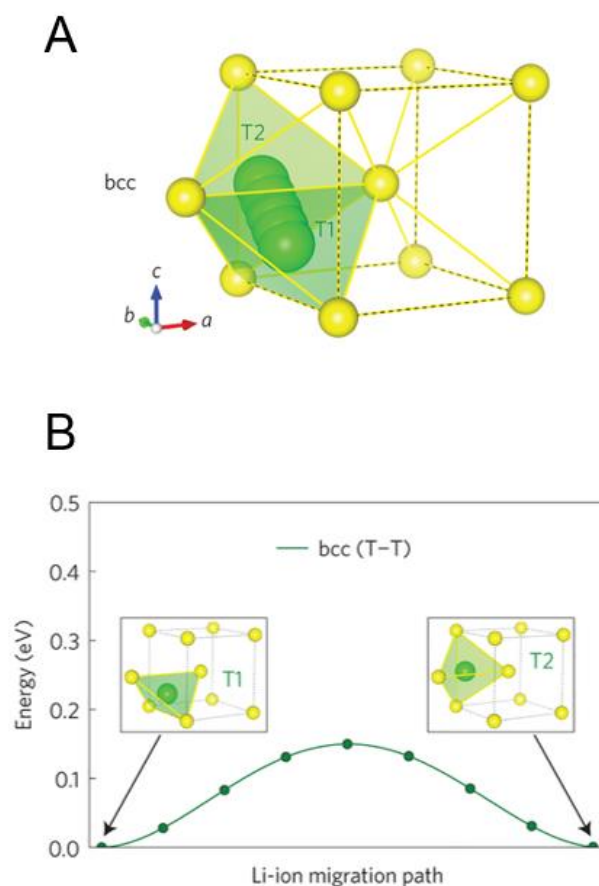 A
T2
bcc
T1
c
b
a
B
0.5
bcc (T–T)
0.4
0.3
T1
T2
0.2
0.1
0.0
Energy (eV)
Li-ion migration path